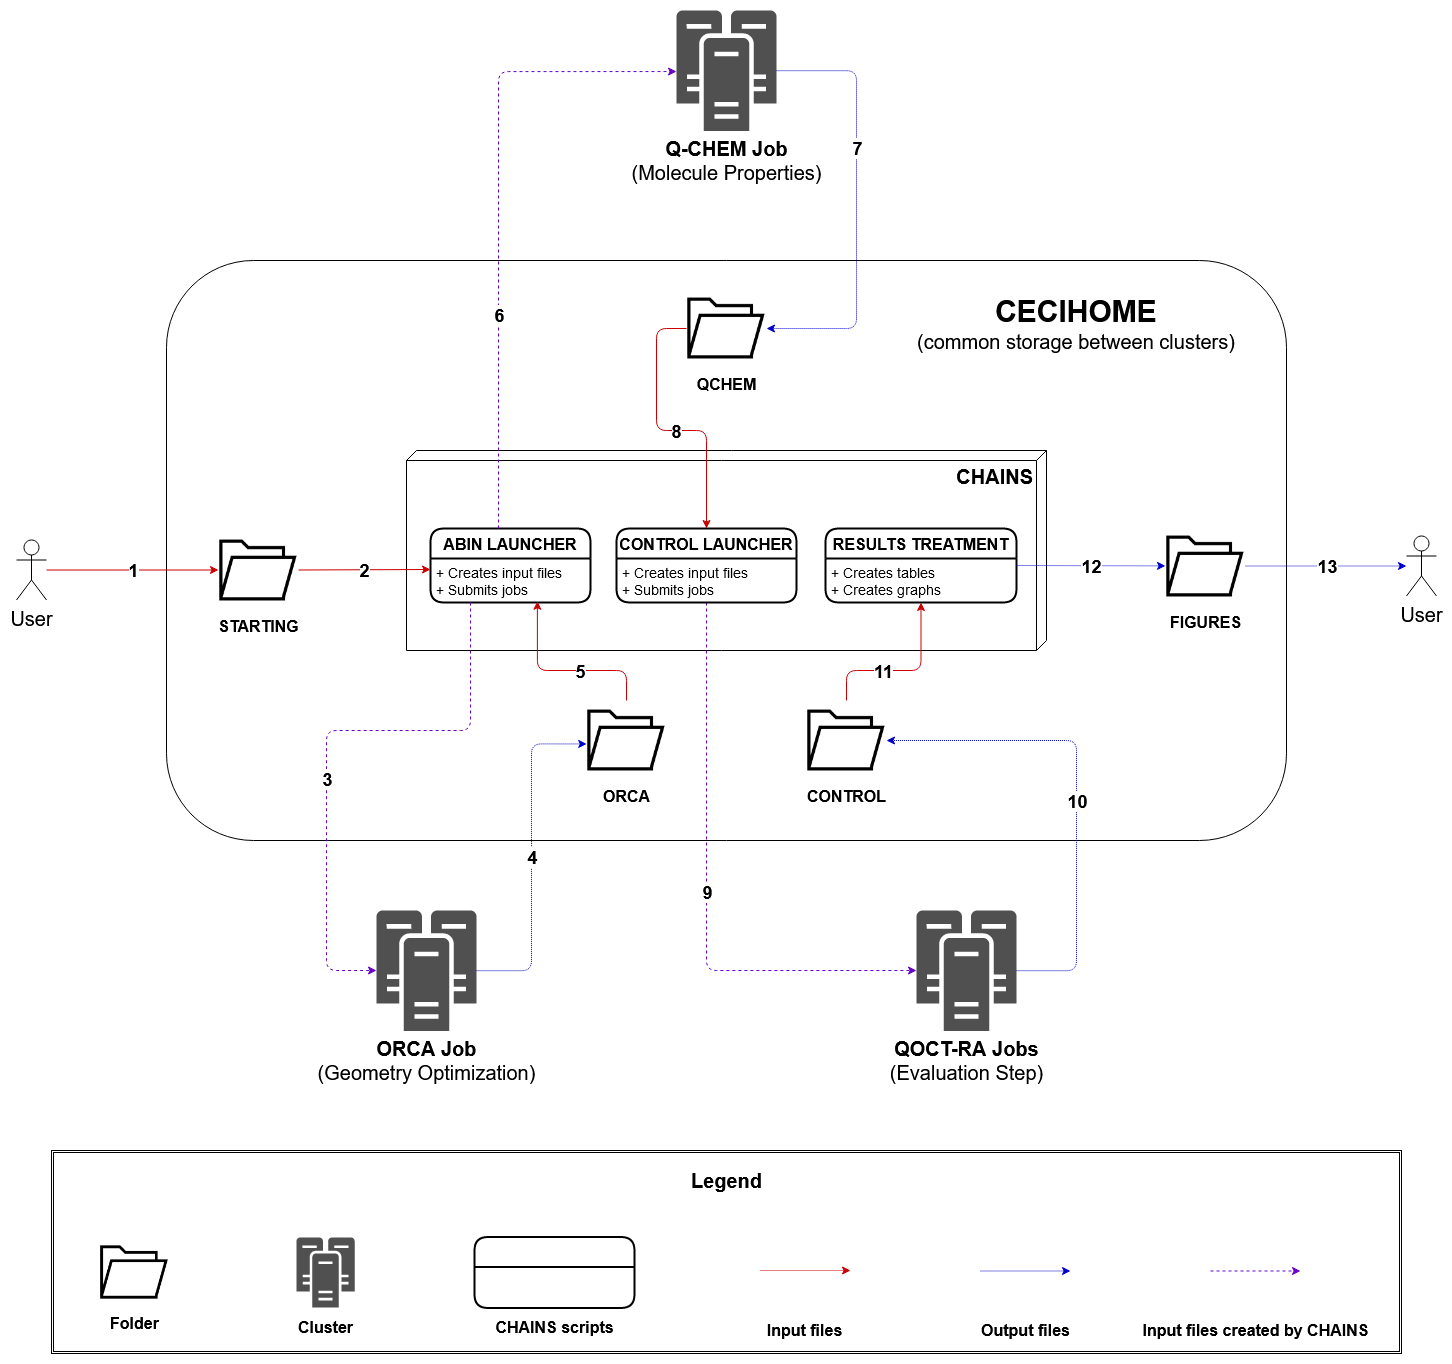 Q-CHEM Job
(Molecule Properties)
7
6
CECIHOME
(common storage between clusters)
QCHEM
8
CHAINS
ABIN LAUNCHER
+ Creates input files
+ Submits jobs
CONTROL LAUNCHER
+ Creates input files
+ Submits jobs
RESULTS TREATMENT
+ Creates tables
+ Creates graphs
1
2
12
13
User
STARTING
FIGURES
User
5
11
3
ORCA
CONTROL
10
4
9
ORCA Job
(Geometry Optimization)
QOCT-RA Jobs
(Evaluation Step)
Legend
Folder
Cluster
CHAINS scripts
Input files
Output files
Input files created by CHAINS